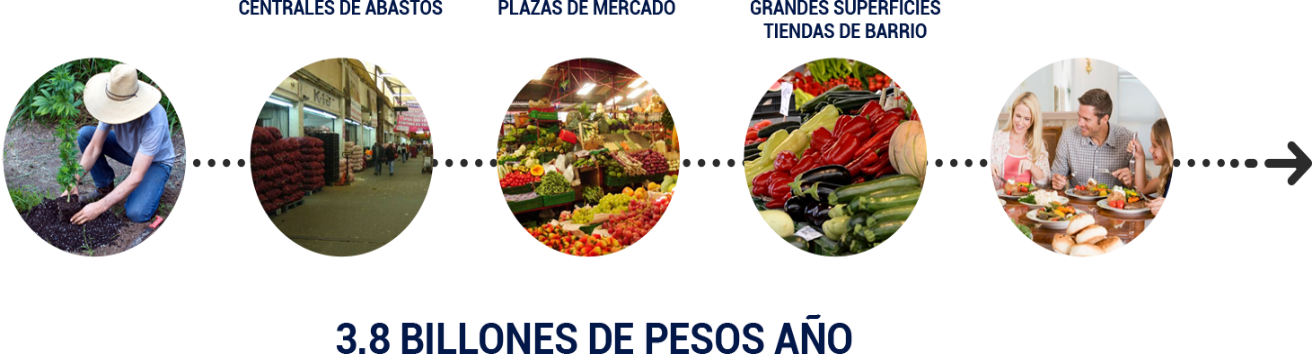 CENTRALES DE ABASTOS
PLAZAS DE MERCADO
GRANDES SUPERFICIES
TIENDAS DE BARRIO
3.8 BILLONES DE PESOS AÑO